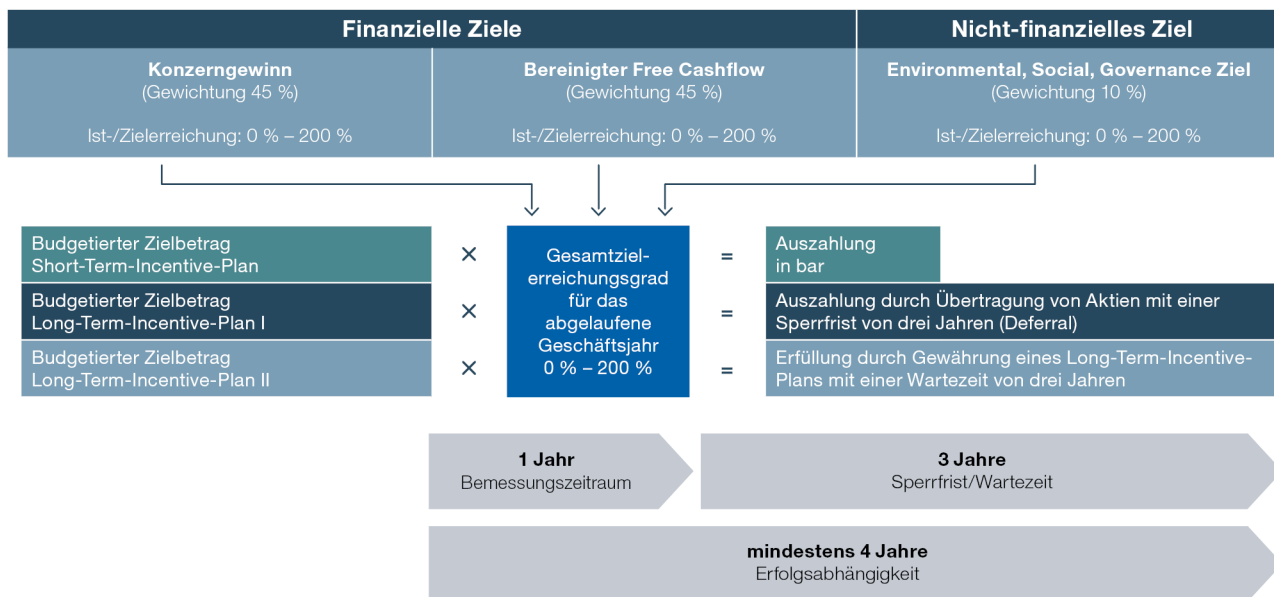 Finanzielle Ziele
Nicht-finanzielles Ziel
Konzerngewinn
(Gewichtung 45 %)
Ist-/Zielerreichung: 0 % – 200 %
Bereinigter Free Cashflow
(Gewichtung 45 %)
Ist-/Zielerreichung: 0 % – 200 %
Environmental, Social, Governance Ziel
(Gewichtung 10 %)
Ist-/Zielerreichung: 0 % – 200 %
Budgetierter Zielbetrag
Short-Term-Incentive-Plan
×
Budgetierter Zielbetrag
Long-Term-Incentive-Plan I
×
Budgetierter Zielbetrag
Long-Term-Incentive-Plan II
×
Gesamtziel-
erreichungsgrad
für das
abgelaufene
Geschäftsjahr
0 % – 200 %
=
Auszahlung
in bar
=
Auszahlung durch Übertragung von Aktien mit einer
Sperrfrist von drei Jahren (Deferral)
=
Erfüllung durch Gewährung eines Long-Term-Incentive-
Plans mit einer Wartezeit von drei Jahren
1 Jahr
Bemessungszeitraum
3 Jahre
Sperrfrist/Wartezeit
mindestens 4 Jahre
Erfolgsabhängigkeit